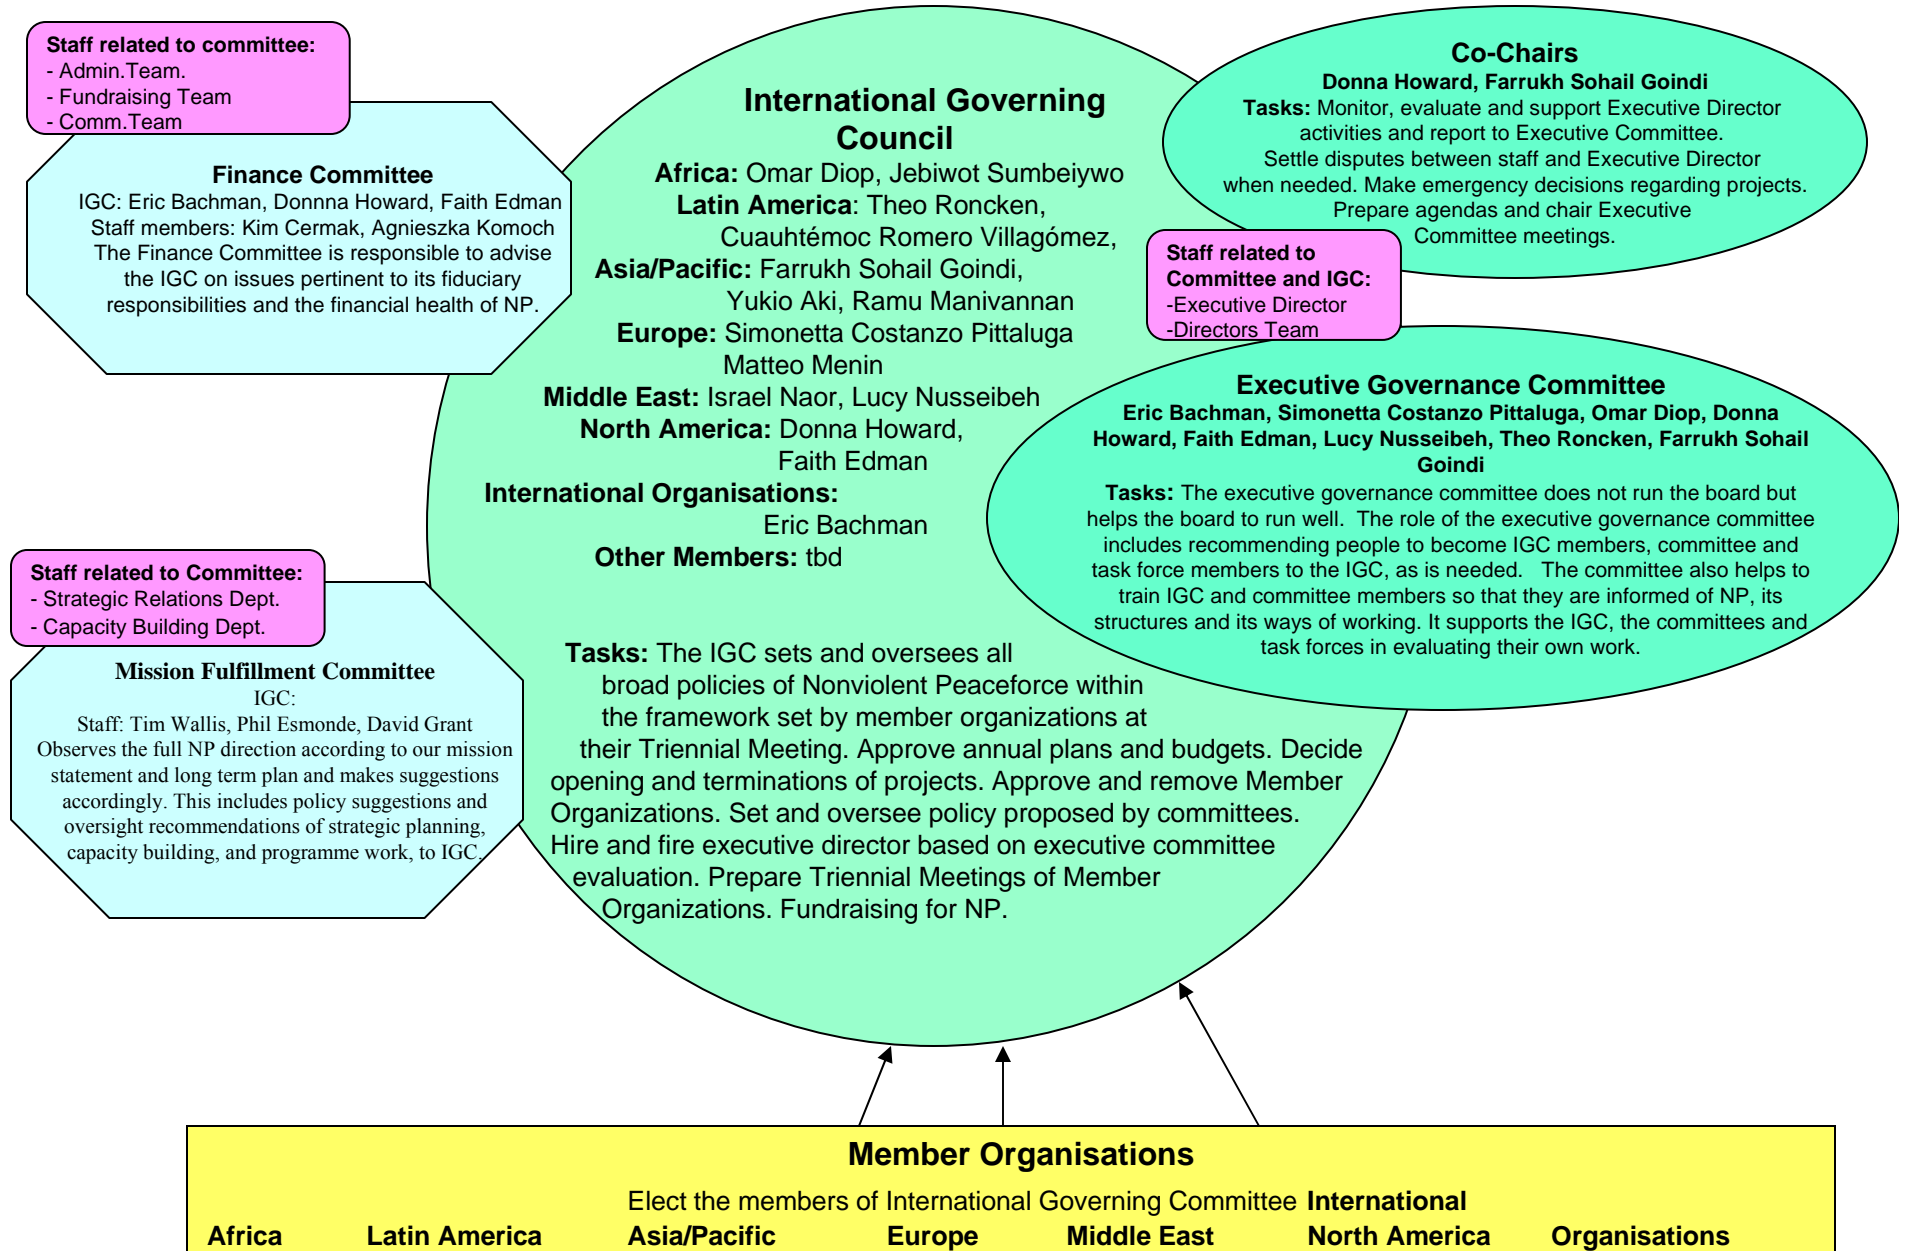 Staff related to committee:
- Admin.Team.
- Fundraising Team
- Comm.Team
Finance Committee
IGC: Eric Bachman, Donnna Howard, Faith Edman
Staff members: Kim Cermak, Agnieszka Komoch
The Finance Committee is responsible to advise
the IGC on issues pertinent to its fiduciary
responsibilities and the financial health of NP.
International Governing
Council
Africa: Omar Diop, Jebiwot Sumbeiywo
Latin America: Theo Roncken,
Cuauhtémoc Romero Villagómez,
Asia/Pacific: Farrukh Sohail Goindi,
Yukio Aki, Ramu Manivannan
Europe: Simonetta Costanzo Pittaluga
Matteo Menin
Middle East: Israel Naor, Lucy Nusseibeh
North America: Donna Howard,
Faith Edman
International Organisations:
Eric Bachman
Other Members: tbd
Tasks: The IGC sets and oversees all
broad policies of Nonviolent Peaceforce within
the framework set by member organizations at
their Triennial Meeting. Approve annual plans and budgets. Decide
opening and terminations of projects. Approve and remove Member
Organizations. Set and oversee policy proposed by committees.
Hire and fire executive director based on executive committee
evaluation. Prepare Triennial Meetings of Member
Organizations. Fundraising for NP.
Co-Chairs
Donna Howard, Farrukh Sohail Goindi
Tasks: Monitor, evaluate and support Executive Director
activities and report to Executive Committee.
Settle disputes between staff and Executive Director
when needed. Make emergency decisions regarding projects.
Prepare agendas and chair Executive
Committee meetings.
Staff related to
Committee and IGC:
-Executive Director
-Directors Team
Executive Governance Committee
Eric Bachman, Simonetta Costanzo Pittaluga, Omar Diop, Donna
Howard, Faith Edman, Lucy Nusseibeh, Theo Roncken, Farrukh Sohail
Goindi
Tasks: The executive governance committee does not run the board but
helps the board to run well. The role of the executive governance committee
includes recommending people to become IGC members, committee and
task force members to the IGC, as is needed. The committee also helps to
train IGC and committee members so that they are informed of NP, its
structures and its ways of working. It supports the IGC, the committees and
task forces in evaluating their own work.
Staff related to Committee:
- Strategic Relations Dept.
- Capacity Building Dept.
Mission Fulfillment Committee
IGC:
Staff: Tim Wallis, Phil Esmonde, David Grant
Observes the full NP direction according to our mission
statement and long term plan and makes suggestions
accordingly. This includes policy suggestions and
oversight recommendations of strategic planning,
capacity building, and programme work, to IGC.
Member Organisations
Elect the members of International Governing Committee International
Africa Latin America Asia/Pacific Europe Middle East North America Organisations